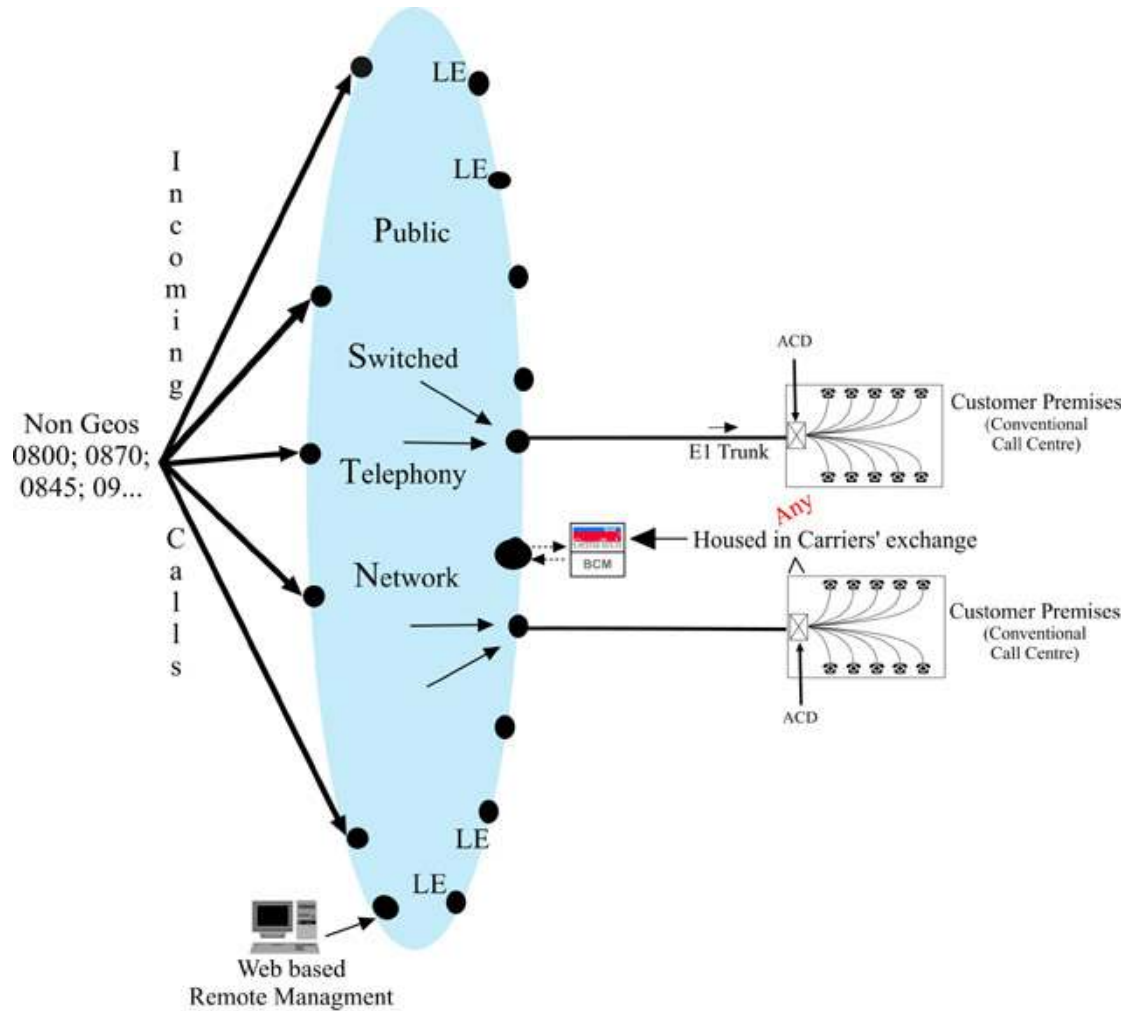 LE
LE
Incoming
Calls
Public
Switched
Telephony
Network
Non Geos
0800; 0870;
0845; 09...
ACD
E1 Trunk
Customer Premises
(Conventional
Call Centre)
Any
Housed in Carriers' exchange
BCM
Customer Premises
(Conventional
Call Centre)
ACD
LE
LE
Web based
Remote Managment